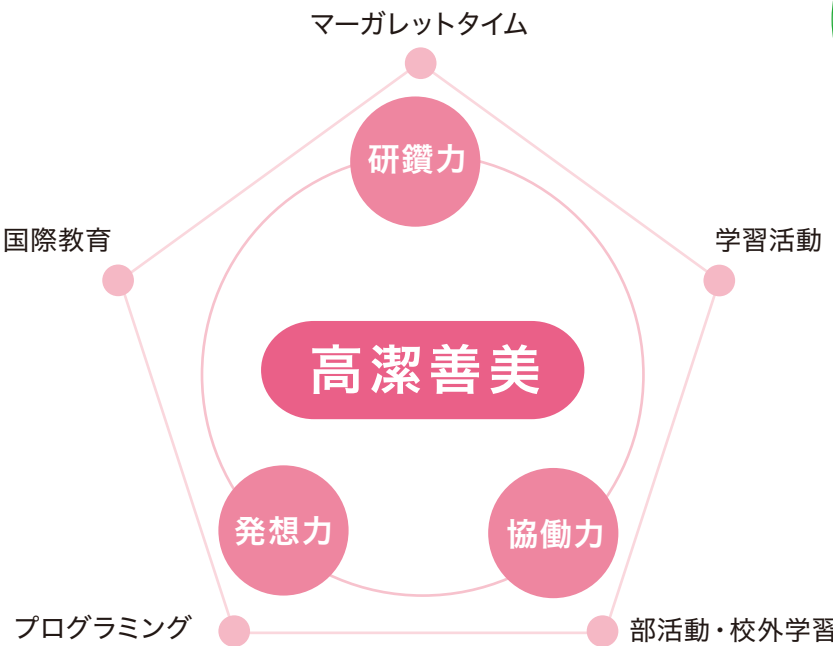 マーガレットタイム
研鑽力
国際教育
学習活動
高潔善美
発想力
協働力
プログラミング
部活動・校外学習